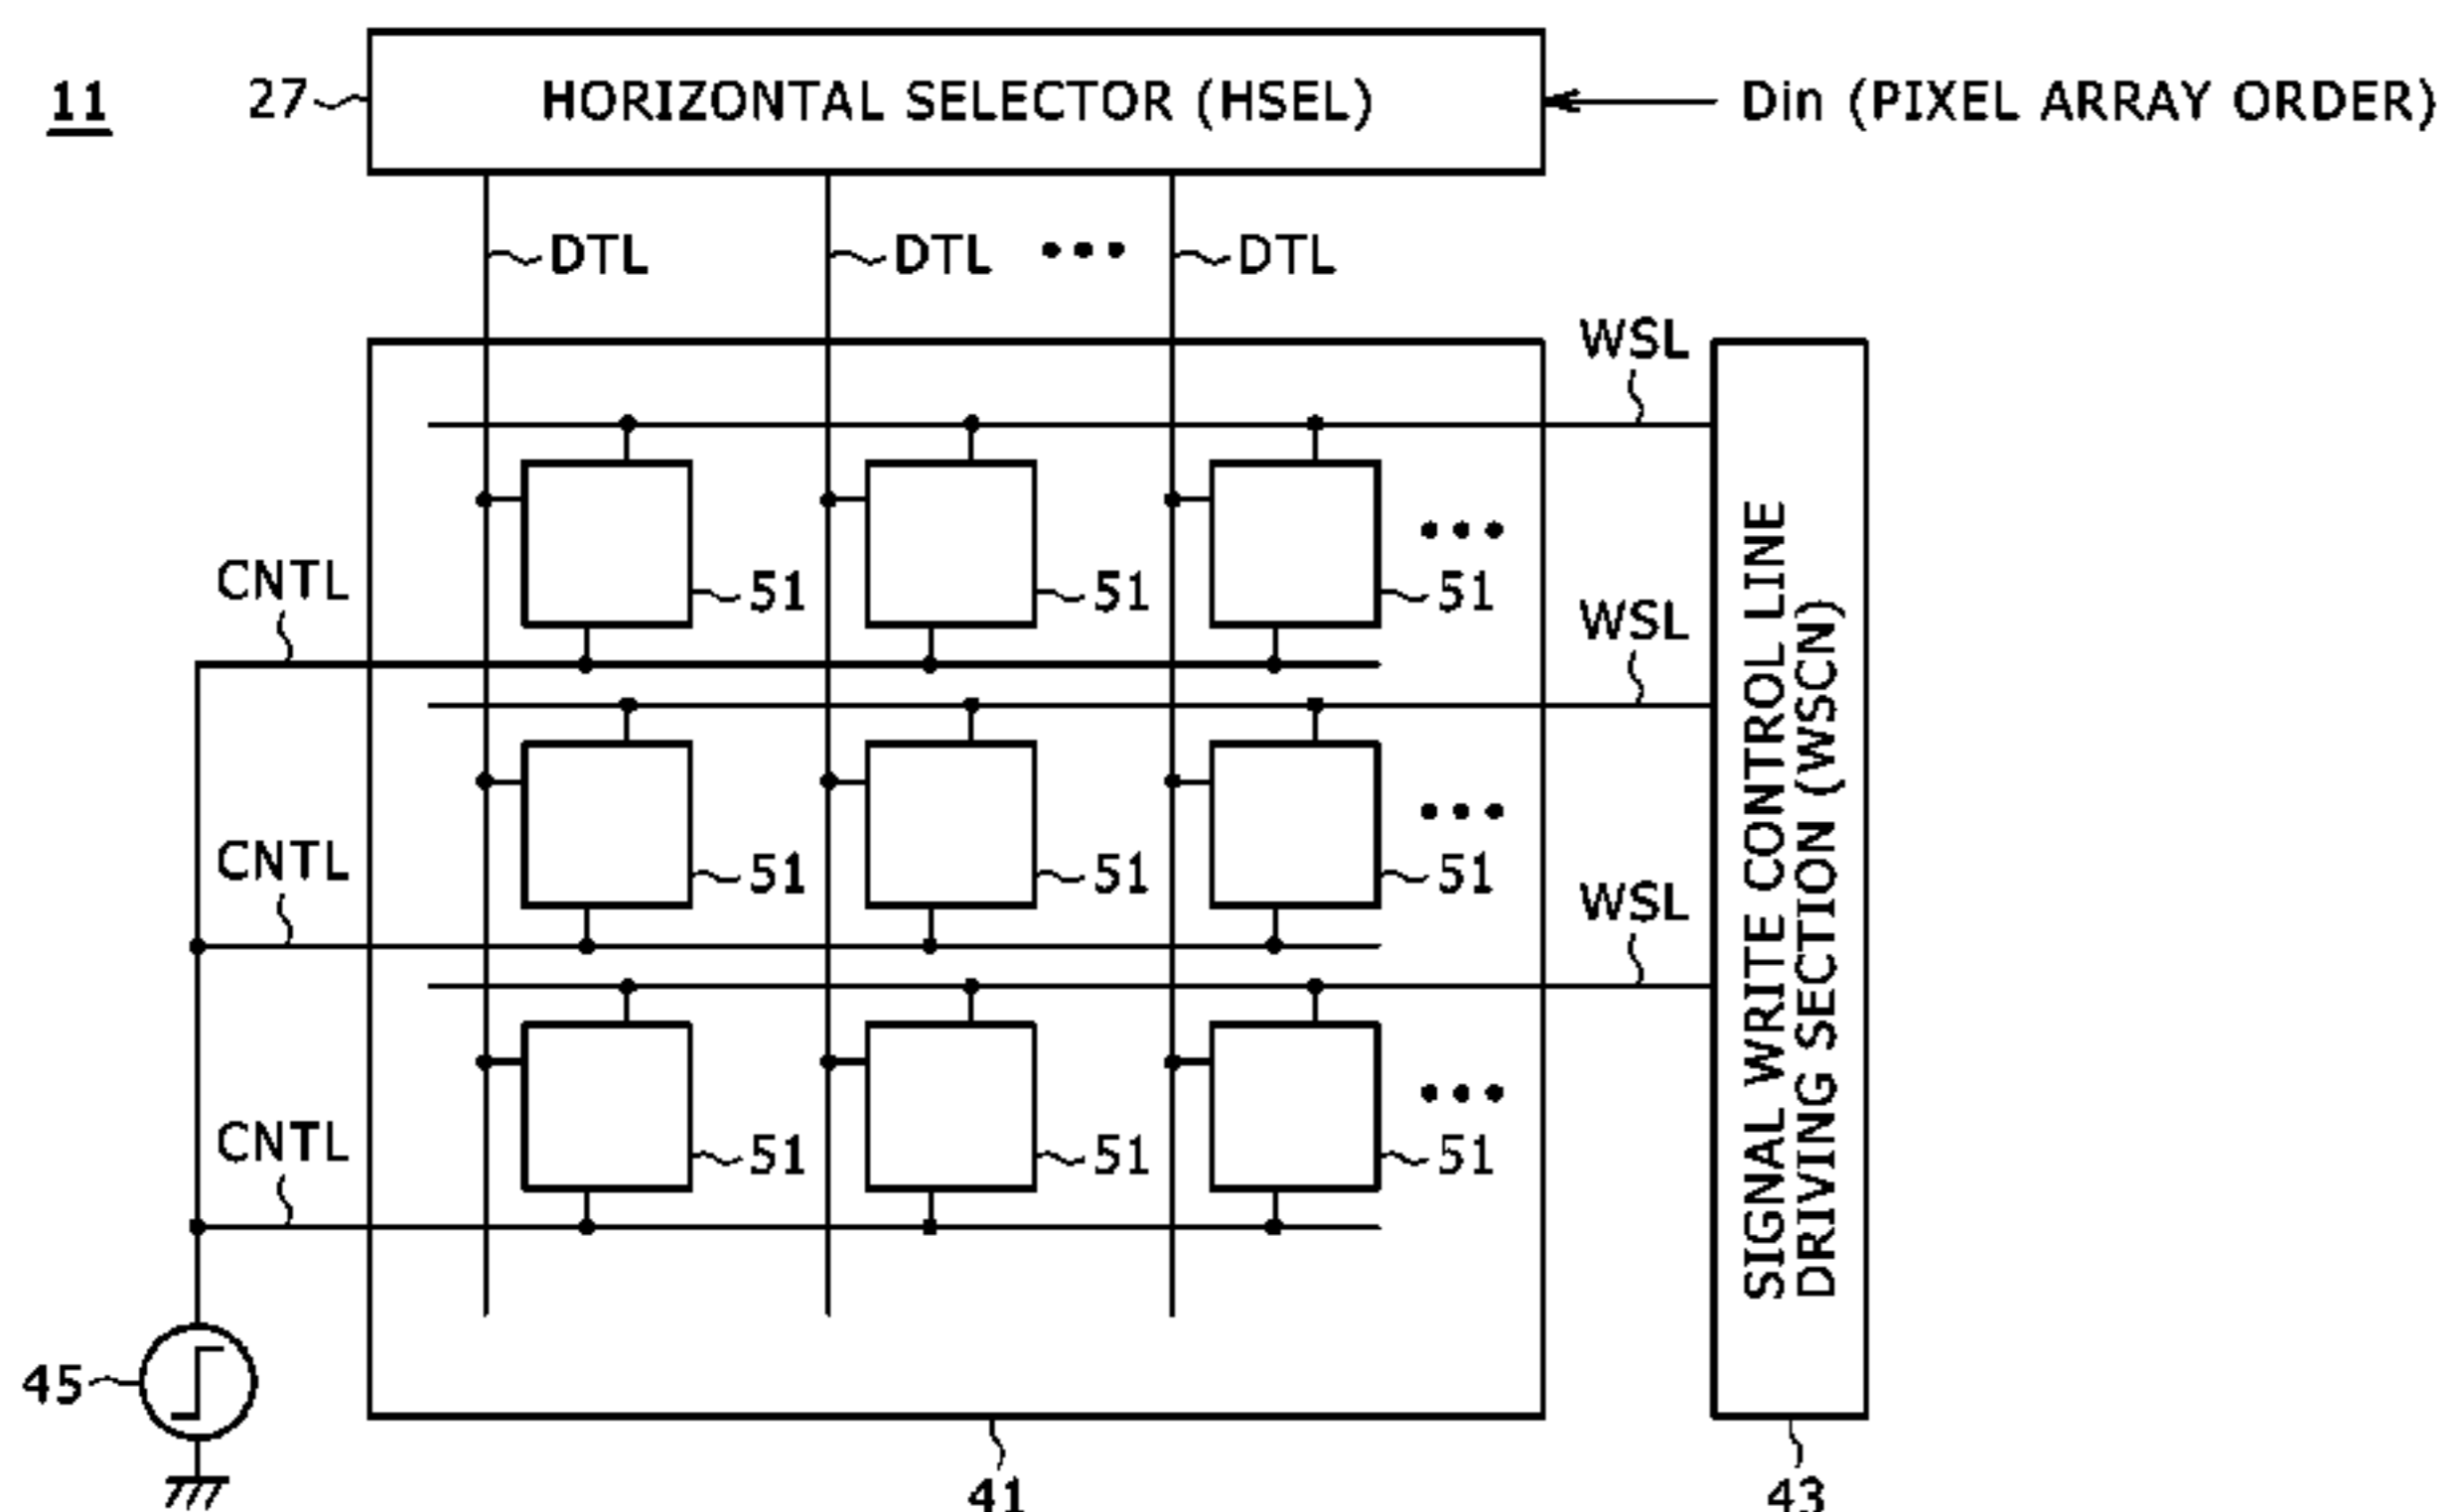 11
27
HORIZONTAL SELECTOR (HSEL)
Din (PIXEL ARRAY ORDER)
DTL
DTL
•••
DTL
WSL
51
51
51
•••
CNTL
WSL
51
51
51
•••
CNTL
WSL
51
51
51
•••
CNTL
SIGNAL WRITE CONTROL LINE
DRIVING SECTION (WSCN)
45
41
43